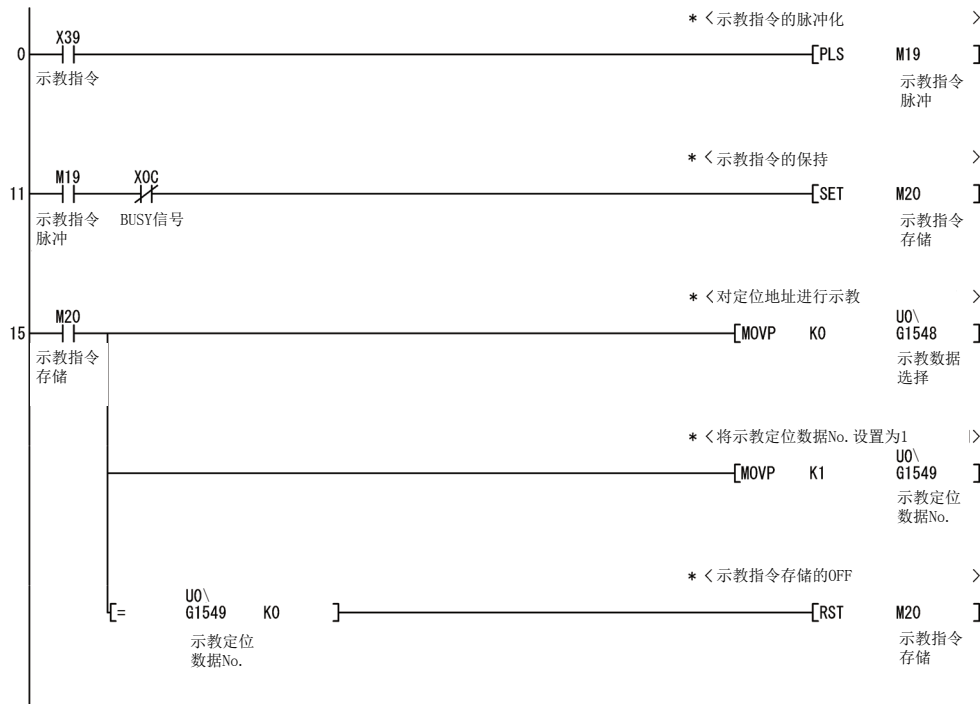 * <示教指令的脉冲化 >
X39
0 [PLS M19 ]
示教指令 示教指令
脉冲
* <示教指令的保持 >
M19 X0C
11 [SET M20 ]
示教指令 BUSY信号 示教指令
脉冲 存储
* <对定位地址进行示教 >
M20 U0\
15 [MOVP K0 G1548 ]
示教指令 示教数据
存储 选择
* <将示教定位数据No.设置为1 >
U0\
[MOVP K1 G1549 ]
示教定位
数据No.
* <示教指令存储的OFF >
U0\
[= G1549 K0 ] [RST M20 ]
示教定位 示教指令
数据No. 存储